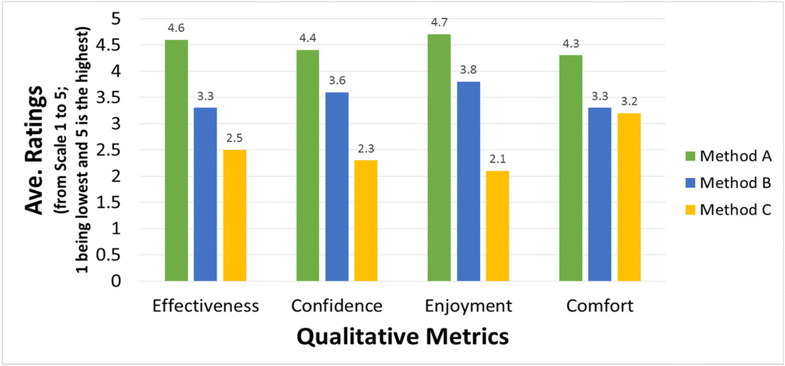 Ave. Ratings
(from Scale 1 to 5;
1 being lowest and 5 is the highest)
5
4.5
4
3.5
3
2.5
2
1.5
1
0.5
0
4.6
3.3
2.5
4.4
3.6
2.3
4.7
3.8
2.1
4.3
3.3
3.2
Effectiveness
Confidence
Enjoyment
Comfort
Qualitative Metrics
Method A
Method B
Method C